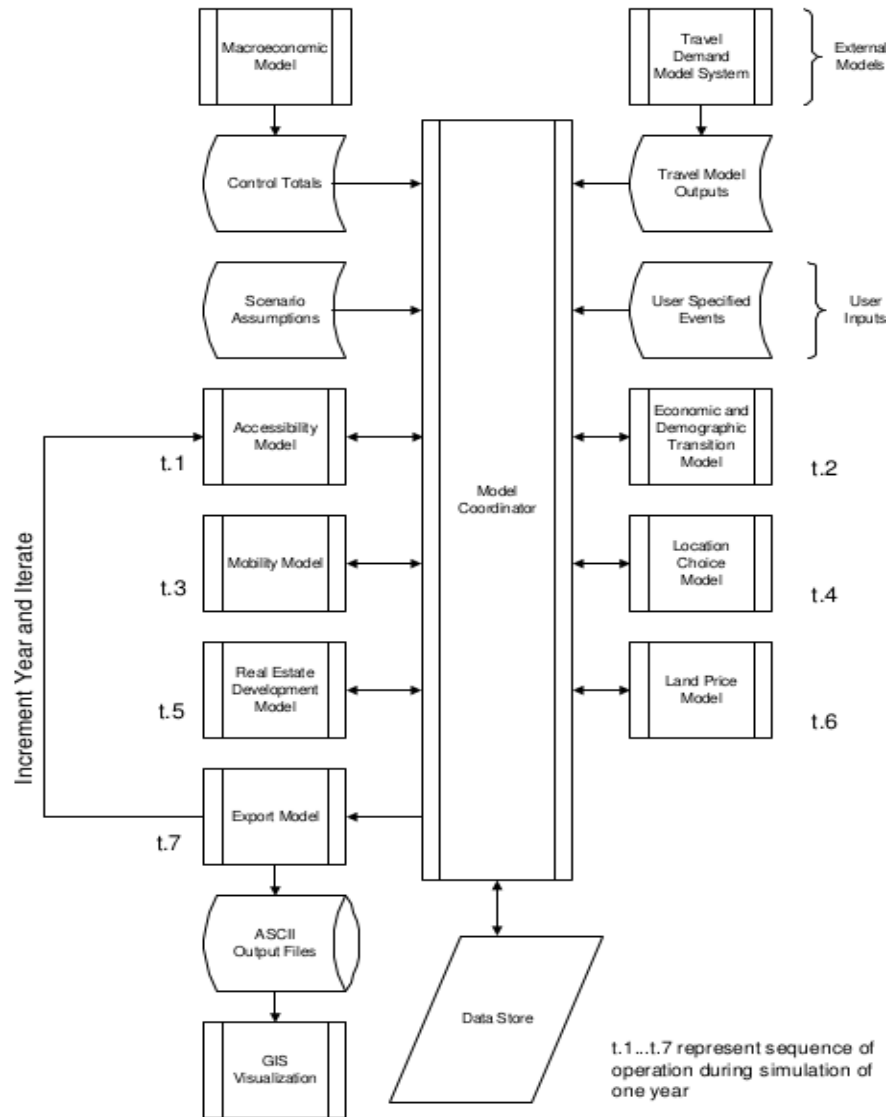 Macroeconomic
Model
Travel
Demand
Model System
External
Models
Control Totals
Travel Model
Outputs
Scenario
Assumptions
User Specified
Events
User
Inputs
Accessibility
Model
t.1
Economic and
Demographic
Transition
Model
t.2
Model
Coordinator
Mobility Model
t.3
Location
Choice
Model
t.4
Real Estate
Development
Model
t.5
Land Price
Model
t.6
Increment Year and Iterate
Export Model
t.7
ASCII
Output Files
Data Store
GIS
Visualization
t.1...t.7 represent sequence of
operation during simulation of
one year